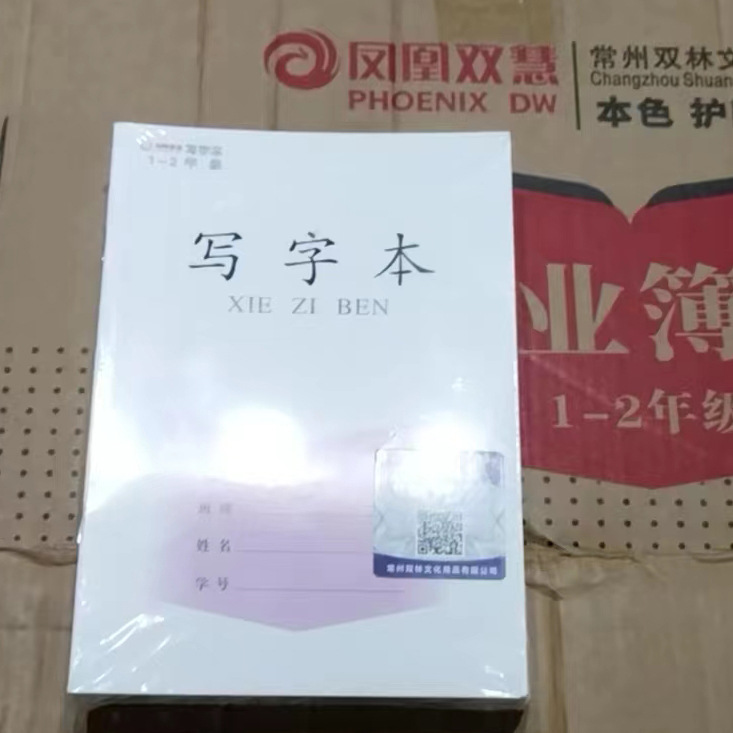 凤凰双慧
PHOENIX DW
常州双林文
Changzhou Shuan
本色 护
业簿
1-2年级
1-2 年级
写字本
XIE ZI BEN
班级
姓名
学号
常州双林文化用品有限公司